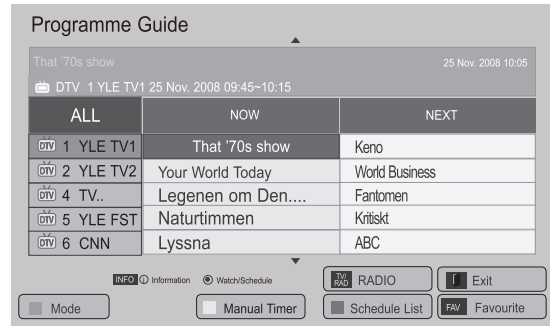 Programme Guide
That '70s show 25 Nov. 2008 10:05
DTV 1 YLE TV1 25 Nov. 2008 09:45~10:15
ALL NOW NEXT
DTV 1 YLE TV1 That '70s show Keno
DTV 2 YLE TV2 Your World Today World Business
DTV 4 TV.. Legenen om Den.... Fantomen
DTV 5 YLE FST Naturtimmen Kritiskt
DTV 6 CNN Lyssna ABC
INFO i Information Watch/Schedule TV/RAD RADIO Exit
Mode Manual Timer Schedule List FAV Favourite